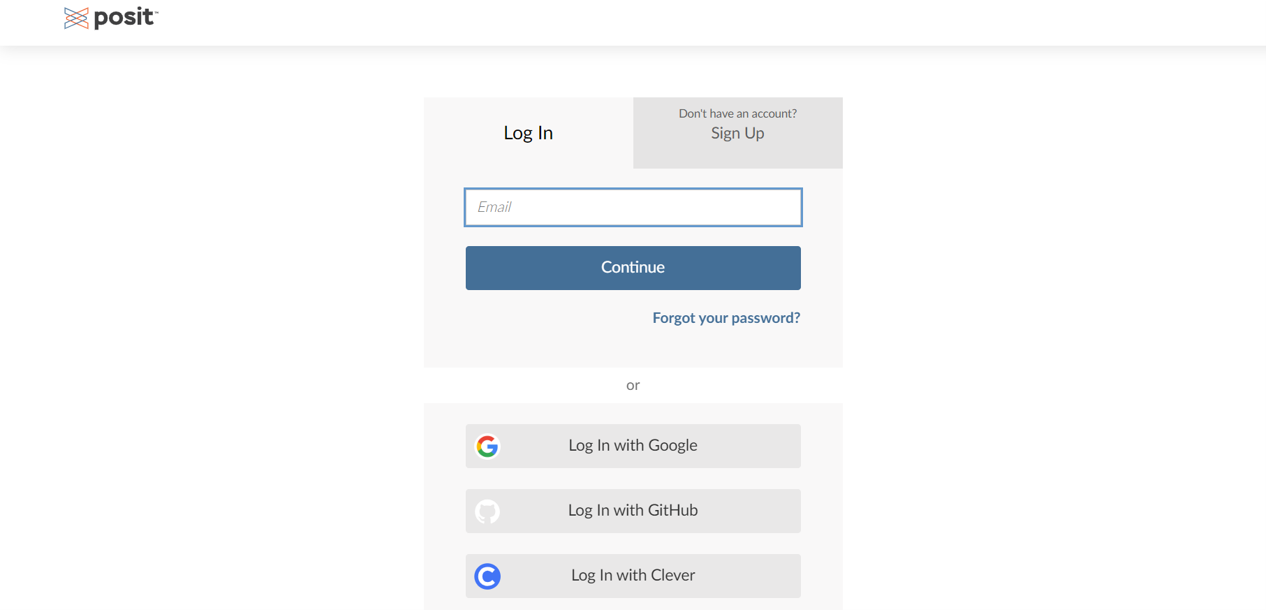 posit™
Log In
Don't have an account?
Sign Up
Email
Continue
Forgot your password?
or
Log In with Google
Log In with GitHub
Log In with Clever